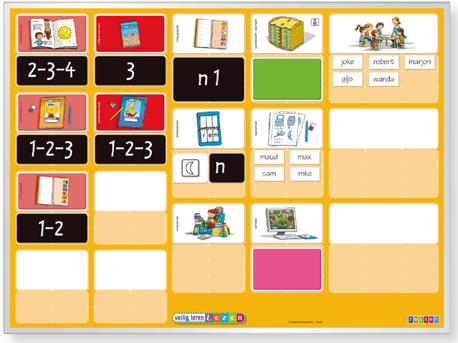 2-3-4
3
n 1
joke robert marjon
gijs wanda
1-2-3
1-2-3
n
maud max
sam imke
1-2
veilig leren lezen
zwijsen